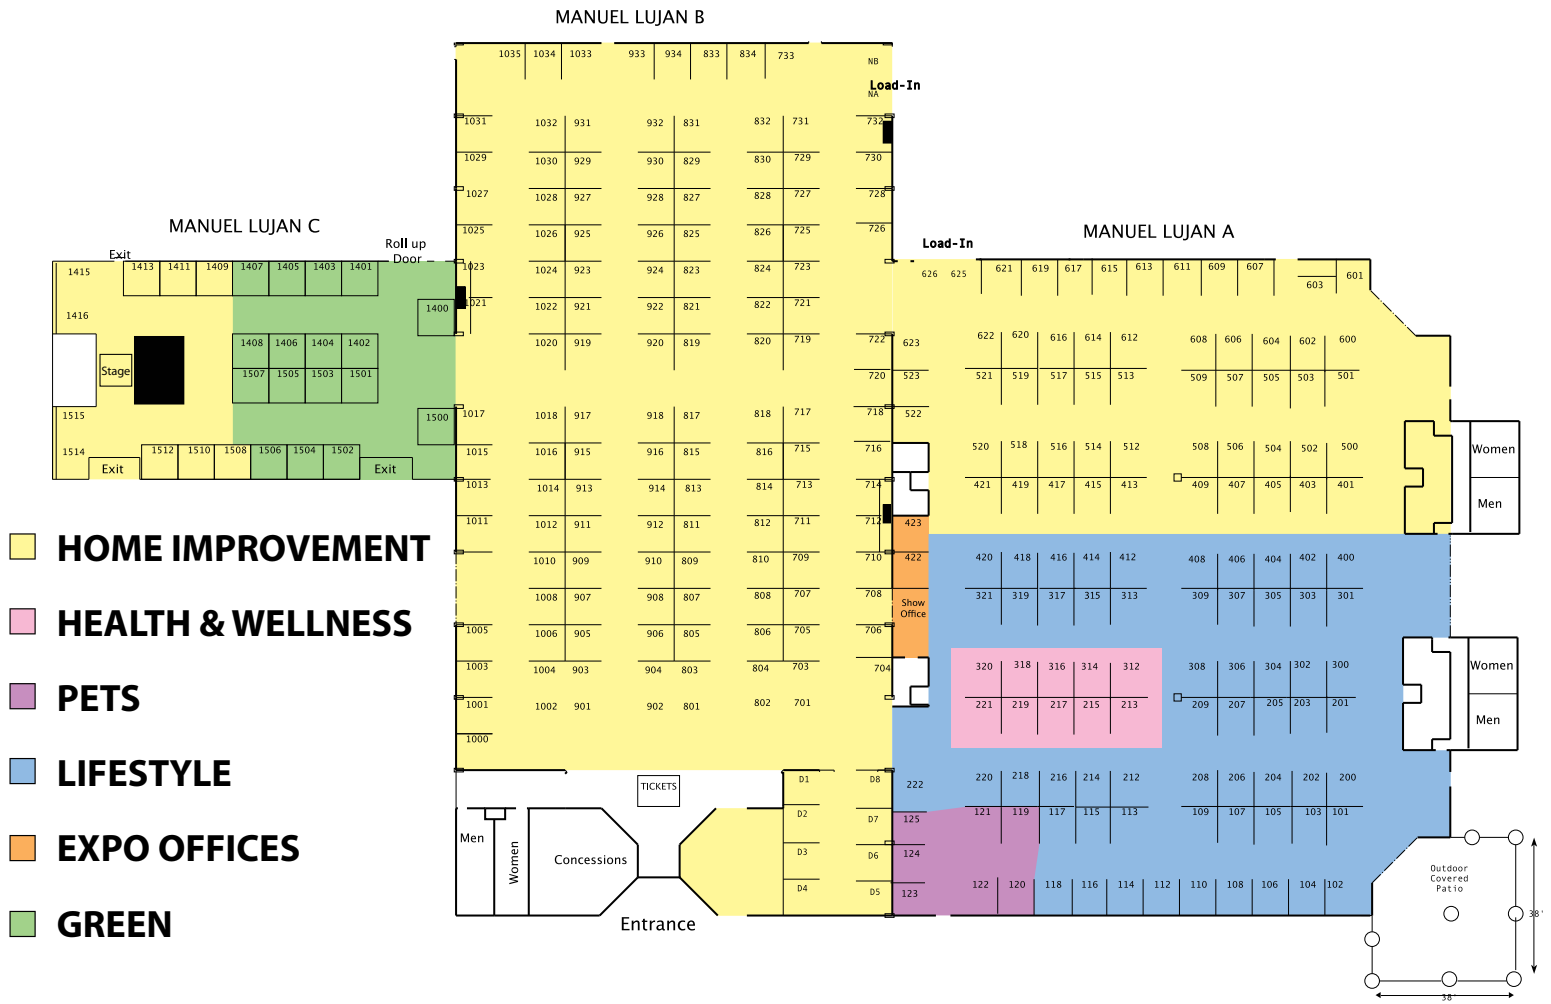 MANUEL LUJAN B
1035 1034 1033 933 934 833 834 733 NB
Load-In
NA
1031 1032 931 932 831 832 731 732
1029 1030 929 930 829 830 729 730
1027 1028 927 928 827 828 727 728
1025 1026 925 926 825 826 725 726
1023 1024 923 924 823 824 723
1021 1022 921 922 821 822 721
1020 919 920 819 820 719 722
720
1017 1018 917 918 817 818 717 718
1015 1016 915 916 815 816 715 716
1013 1014 913 914 813 814 713 714
1011 1012 911 912 811 812 711 712
1010 909 910 809 810 709 710
1008 907 908 807 808 707 708
1005 1006 905 906 805 806 705 706
1003 1004 903 904 803 804 703 704
1001 1002 901 902 801 802 701
1000
TICKETS
D1 D8
D2 D7
D3 D6
D4 D5
Men
Women
Concessions
Entrance
MANUEL LUJAN C
Exit
Roll up
Door
1415 1413 1411 1409 1407 1405 1403 1401
1416 1400
Stage
1408 1406 1404 1402
1507 1505 1503 1501
1515 1500
1514 1512 1510 1508 1506 1504 1502
Exit Exit
MANUEL LUJAN A
Load-In
626 625 621 619 617 615 613 611 609 607 603 601
623 622 620 616 614 612 608 606 604 602 600
523 521 519 517 515 513 509 507 505 503 501
522
520 518 516 514 512 508 506 504 502 500
421 419 417 415 413 409 407 405 403 401
Women
Men
423
422 420 418 416 414 412 408 406 404 402 400
321 319 317 315 313 309 307 305 303 301
Show
Office
320 318 316 314 312 308 306 304 302 300
221 219 217 215 213 209 207 205 203 201
Women
Men
222 220 218 216 214 212 208 206 204 202 200
125 121 119 117 115 113 109 107 105 103 101
124
123 122 120 118 116 114 112 110 108 106 104 102
Outdoor
Covered
Patio
38'
38'
HOME IMPROVEMENT
HEALTH & WELLNESS
PETS
LIFESTYLE
EXPO OFFICES
GREEN